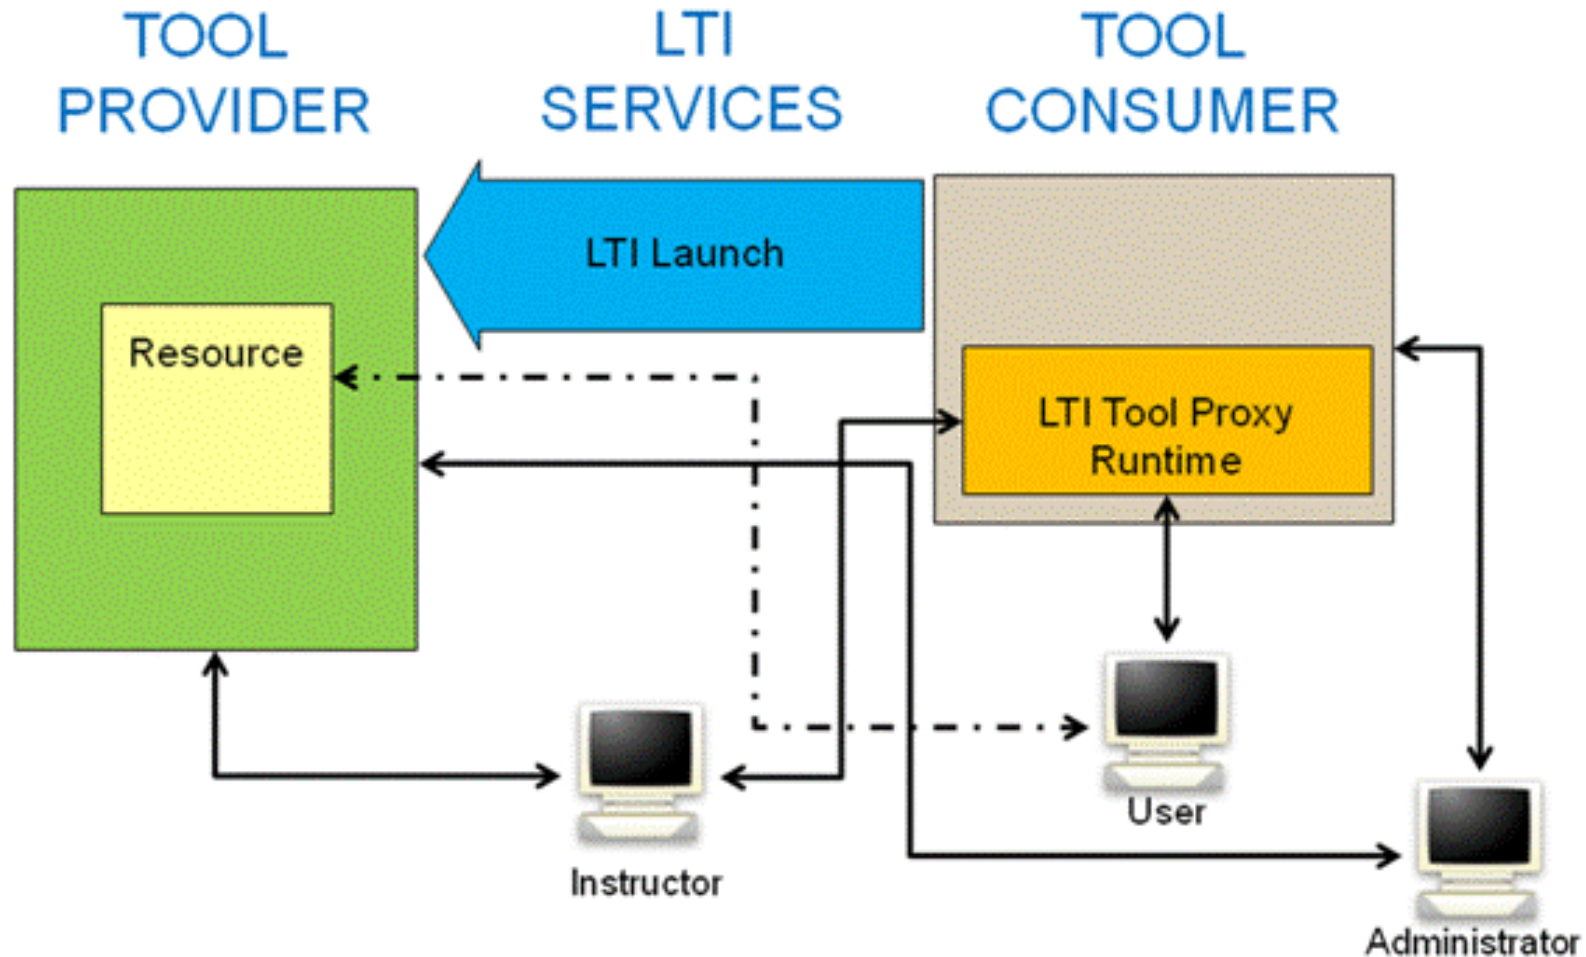 TOOL
PROVIDER
LTI
SERVICES
TOOL
CONSUMER
LTI Launch
Resource
LTI Tool Proxy
Runtime
User
Instructor
Administrator